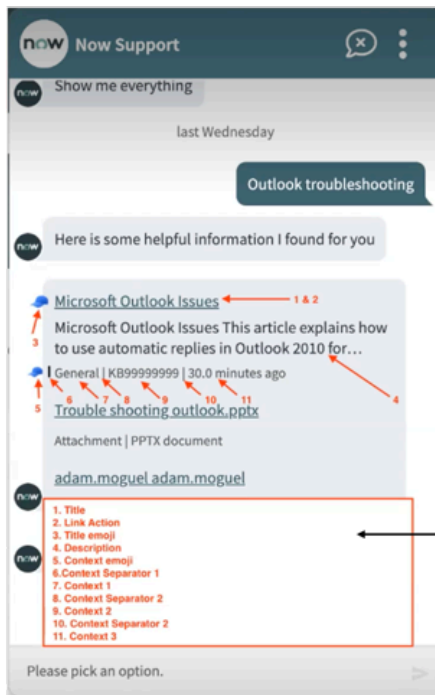 now Now Support
Show me everything
now
last Wednesday
Outlook troubleshooting
now Here is some helpful information I found for you
Microsoft Outlook Issues 1 & 2
Microsoft Outlook Issues This article explains how
3
to use automatic replies in Outlook 2010 for...
General | KB99999999 | 30.0 minutes ago
5 6 7 8 9 10 11 4
Trouble shooting outlook.pptx
Attachment | PPTX document
adam.moguel adam.moguel
now
1. Title
2. Link Action
3. Title emoji
4. Description
5. Context emoji
6.Context Separator 1
7. Context 1
8. Context Separator 2
9. Context 2
10. Context Separator 2
11. Context 3
now
Please pick an option.